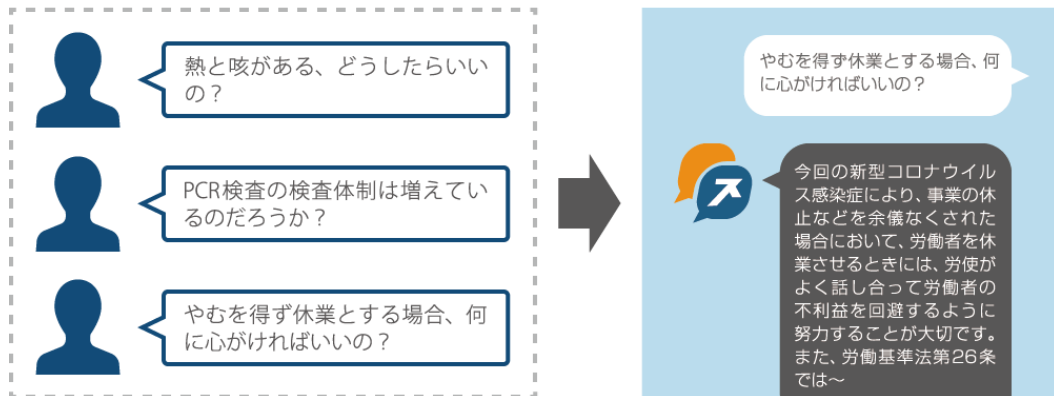 熱と咳がある、どうしたらいい
の？
PCR検査の検査体制は増えてい
るのだろうか？
やむを得ず休業とする場合、何
に心がければいいの？
やむを得ず休業とする場合、何
に心がければいいの？
ス
今回の新型コロナウイル
ス感染症により、事業の休
止などを余儀なくされた
場合において、労働者を休
業させるときには、労使が
よく話し合って労働者の
不利益を回避するように
努力することが大切です。
また、労働基準法第26条
では〜